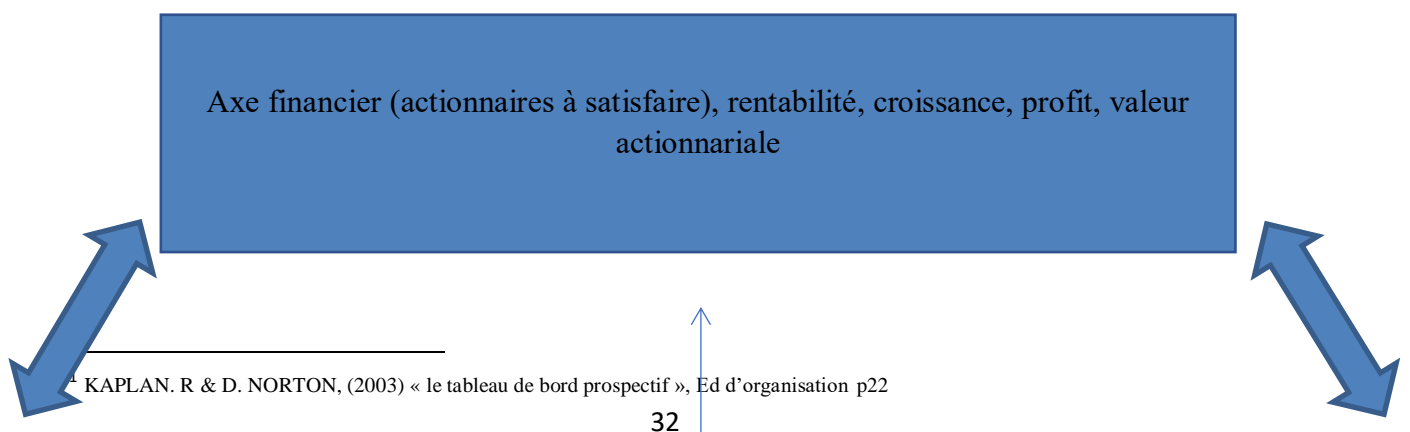 Axe financier (actionnaires à satisfaire), rentabilité, croissance, profit, valeur
actionnariale
1 KAPLAN. R & D. NORTON, (2003) « le tableau de bord prospectif », Ed d’organisation p22
32